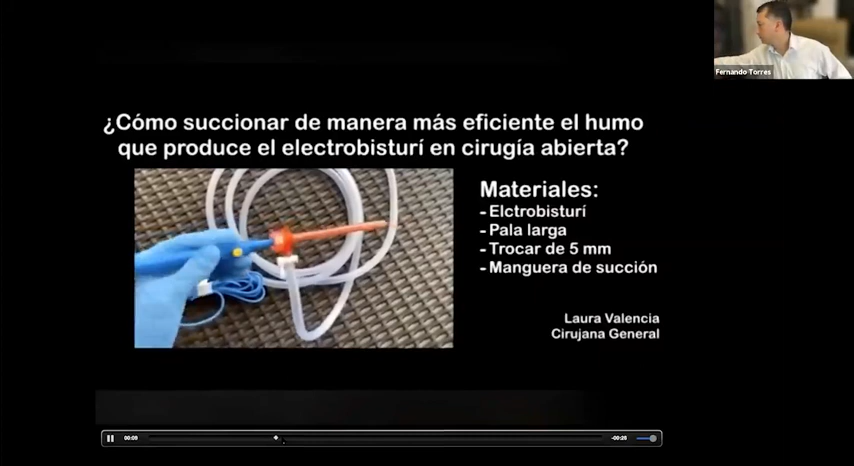 Fernando Torres
¿Cómo succionar de manera más eficiente el humo
que produce el electrobisturí en cirugía abierta?
Materiales:
- Elctrobisturí
- Pala larga
- Trocar de 5 mm
- Manguera de succión
Laura Valencia
Cirujana General
00:09
-00:28